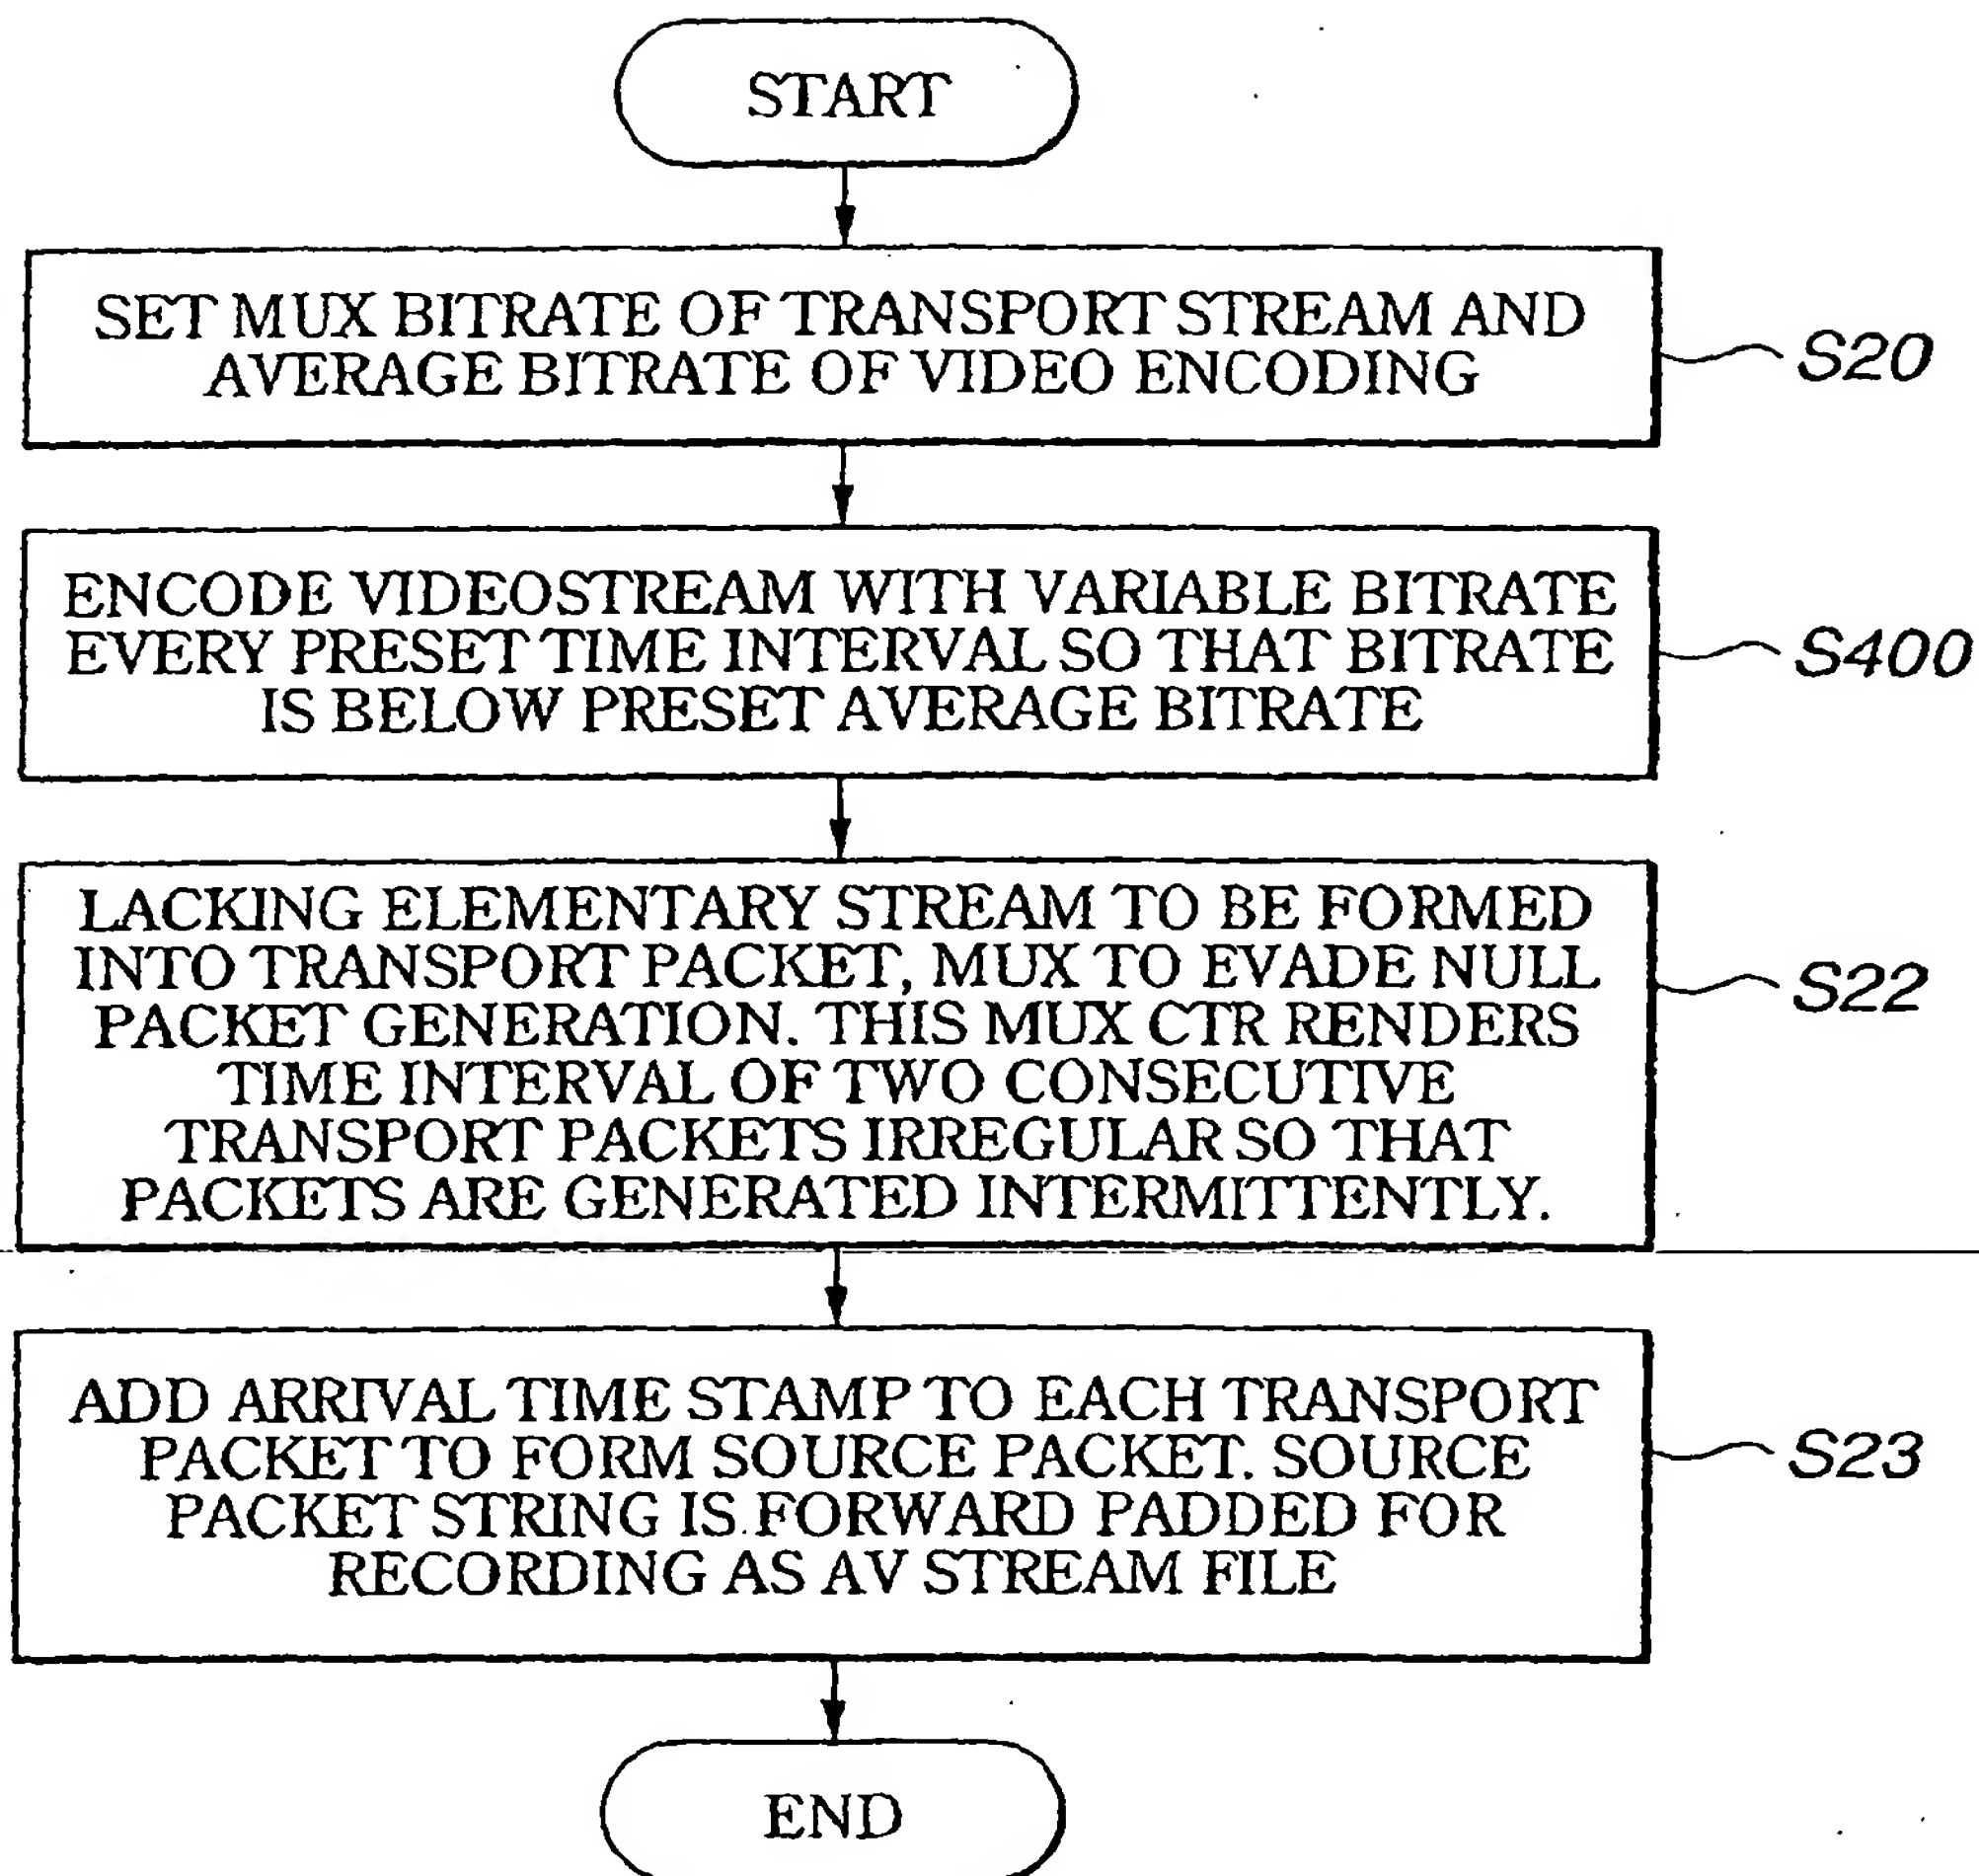 START
SET MUX BITRATE OF TRANSPORT STREAM AND
AVERAGE BITRATE OF VIDEO ENCODING
S20
ENCODE VIDEOSTREAM WITH VARIABLE BITRATE
EVERY PRESET TIME INTERVAL SO THAT BITRATE
IS BELOW PRESET AVERAGE BITRATE
S400
LACKING ELEMENTARY STREAM TO BE FORMED
INTO TRANSPORT PACKET, MUX TO EVADE NULL
PACKET GENERATION. THIS MUX CTR RENDERS
TIME INTERVAL OF TWO CONSECUTIVE
TRANSPORT PACKETS IRREGULAR SO THAT
PACKETS ARE GENERATED INTERMITTENTLY.
S22
ADD ARRIVAL TIME STAMP TO EACH TRANSPORT
PACKET TO FORM SOURCE PACKET. SOURCE
PACKET STRING IS FORWARD PADDED FOR
RECORDING AS AV STREAM FILE
S23
END